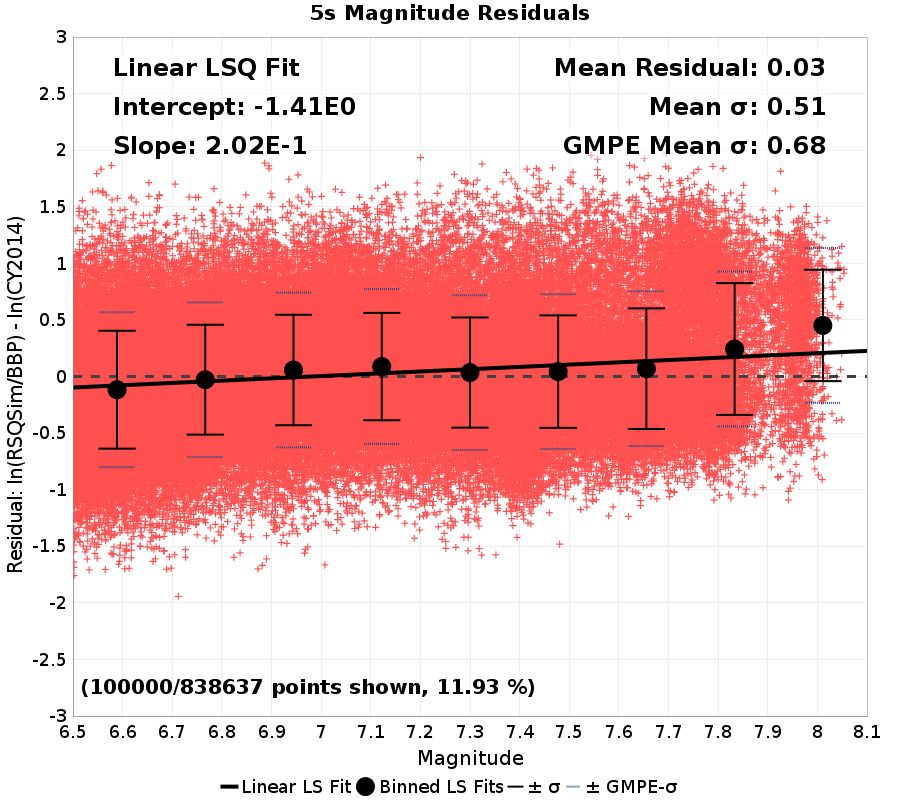 5s Magnitude Residuals
Linear LSQ Fit
Intercept: -1.41E0
Slope: 2.02E-1
Mean Residual: 0.03
Mean σ: 0.51
GMPE Mean σ: 0.68
Residual: ln(RSQSim/BBP) - ln(CY2014)
3
2.5
2
1.5
1
0.5
0
-0.5
-1
-1.5
-2
-2.5
-3
(100000/838637 points shown, 11.93 %)
6.5 6.6 6.7 6.8 6.9 7 7.1 7.2 7.3 7.4 7.5 7.6 7.7 7.8 7.9 8 8.1
Magnitude
Linear LS Fit Binned LS Fits ± σ ± GMPE-σ